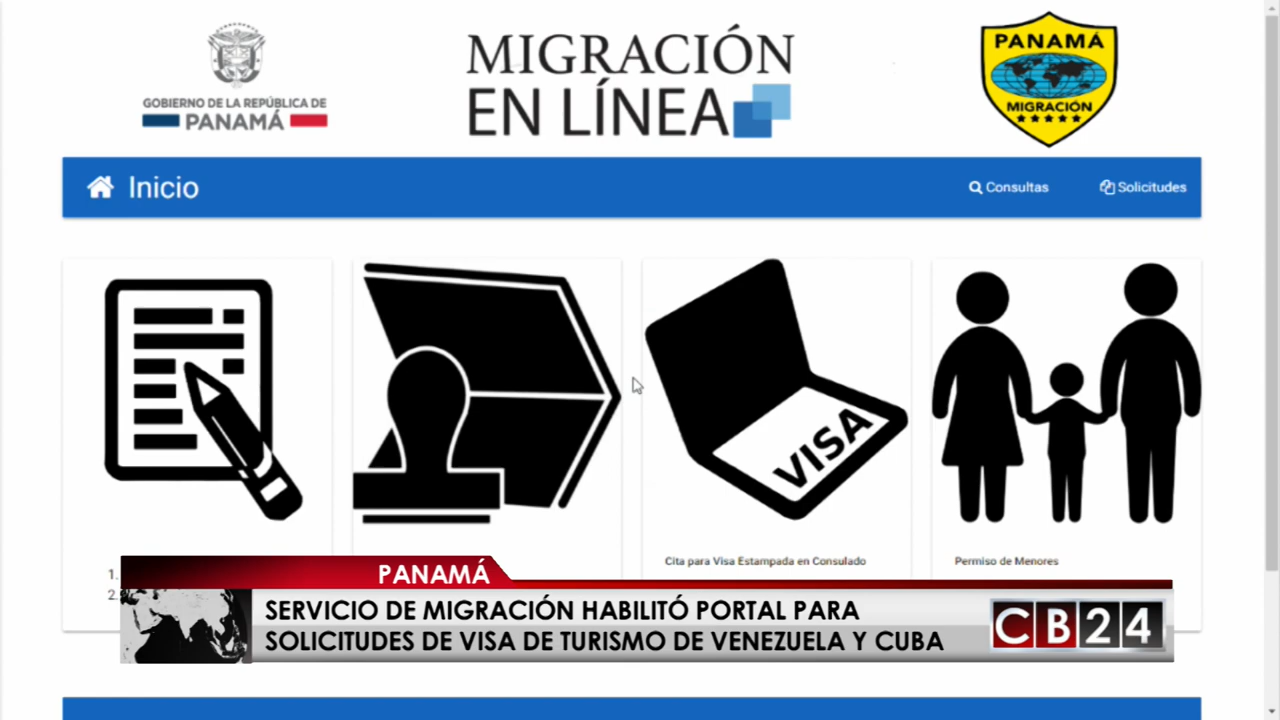 GOBIERNO DE LA REPÚBLICA DE
PANAMÁ
MIGRACIÓN
EN LÍNEA
PANAMÁ
MIGRACIÓN
Inicio
Consultas
Solicitudes
VISA
1.
2.
Cita para Visa Estampada en Consulado
Permiso de Menores
PANAMÁ
SERVICIO DE MIGRACIÓN HABILITÓ PORTAL PARA
SOLICITUDES DE VISA DE TURISMO DE VENEZUELA Y CUBA
CB24